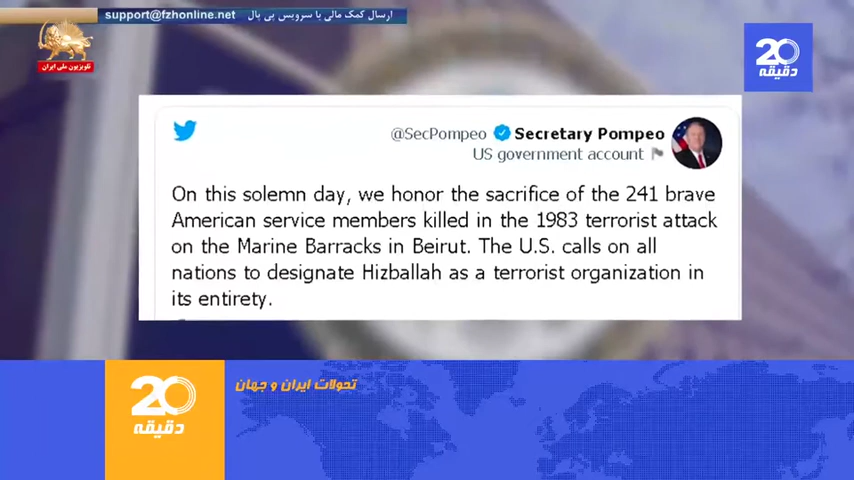 support@fzhonline.net ارسال کمک مالی با سرویس پی پال
تلویزیون ملی ایران
20
دقیقه
@SecPompeo Secretary Pompeo
US government account
On this solemn day, we honor the sacrifice of the 241 brave
American service members killed in the 1983 terrorist attack
on the Marine Barracks in Beirut. The U.S. calls on all
nations to designate Hizballah as a terrorist organization in
its entirety.
20
دقیقه
تحولات ایران و جهان